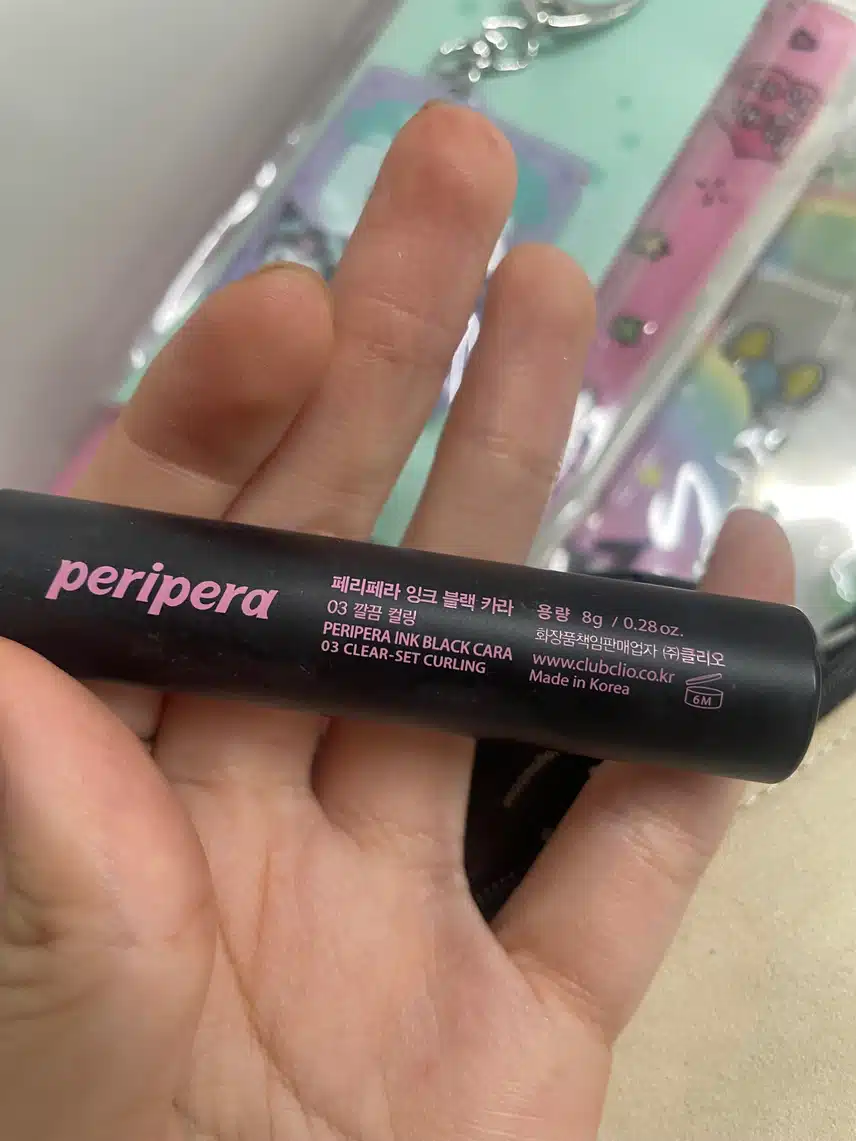 peripera
페리페라 잉크 블랙 카라
03 깔끔 컬링
PERIPERA INK BLACK CARA
03 CLEAR-SET CURLING
용량 8g / 0.28 oz.
화장품책임판매업자 ㈜클리오
www.clubclio.co.kr
Made in Korea
6M